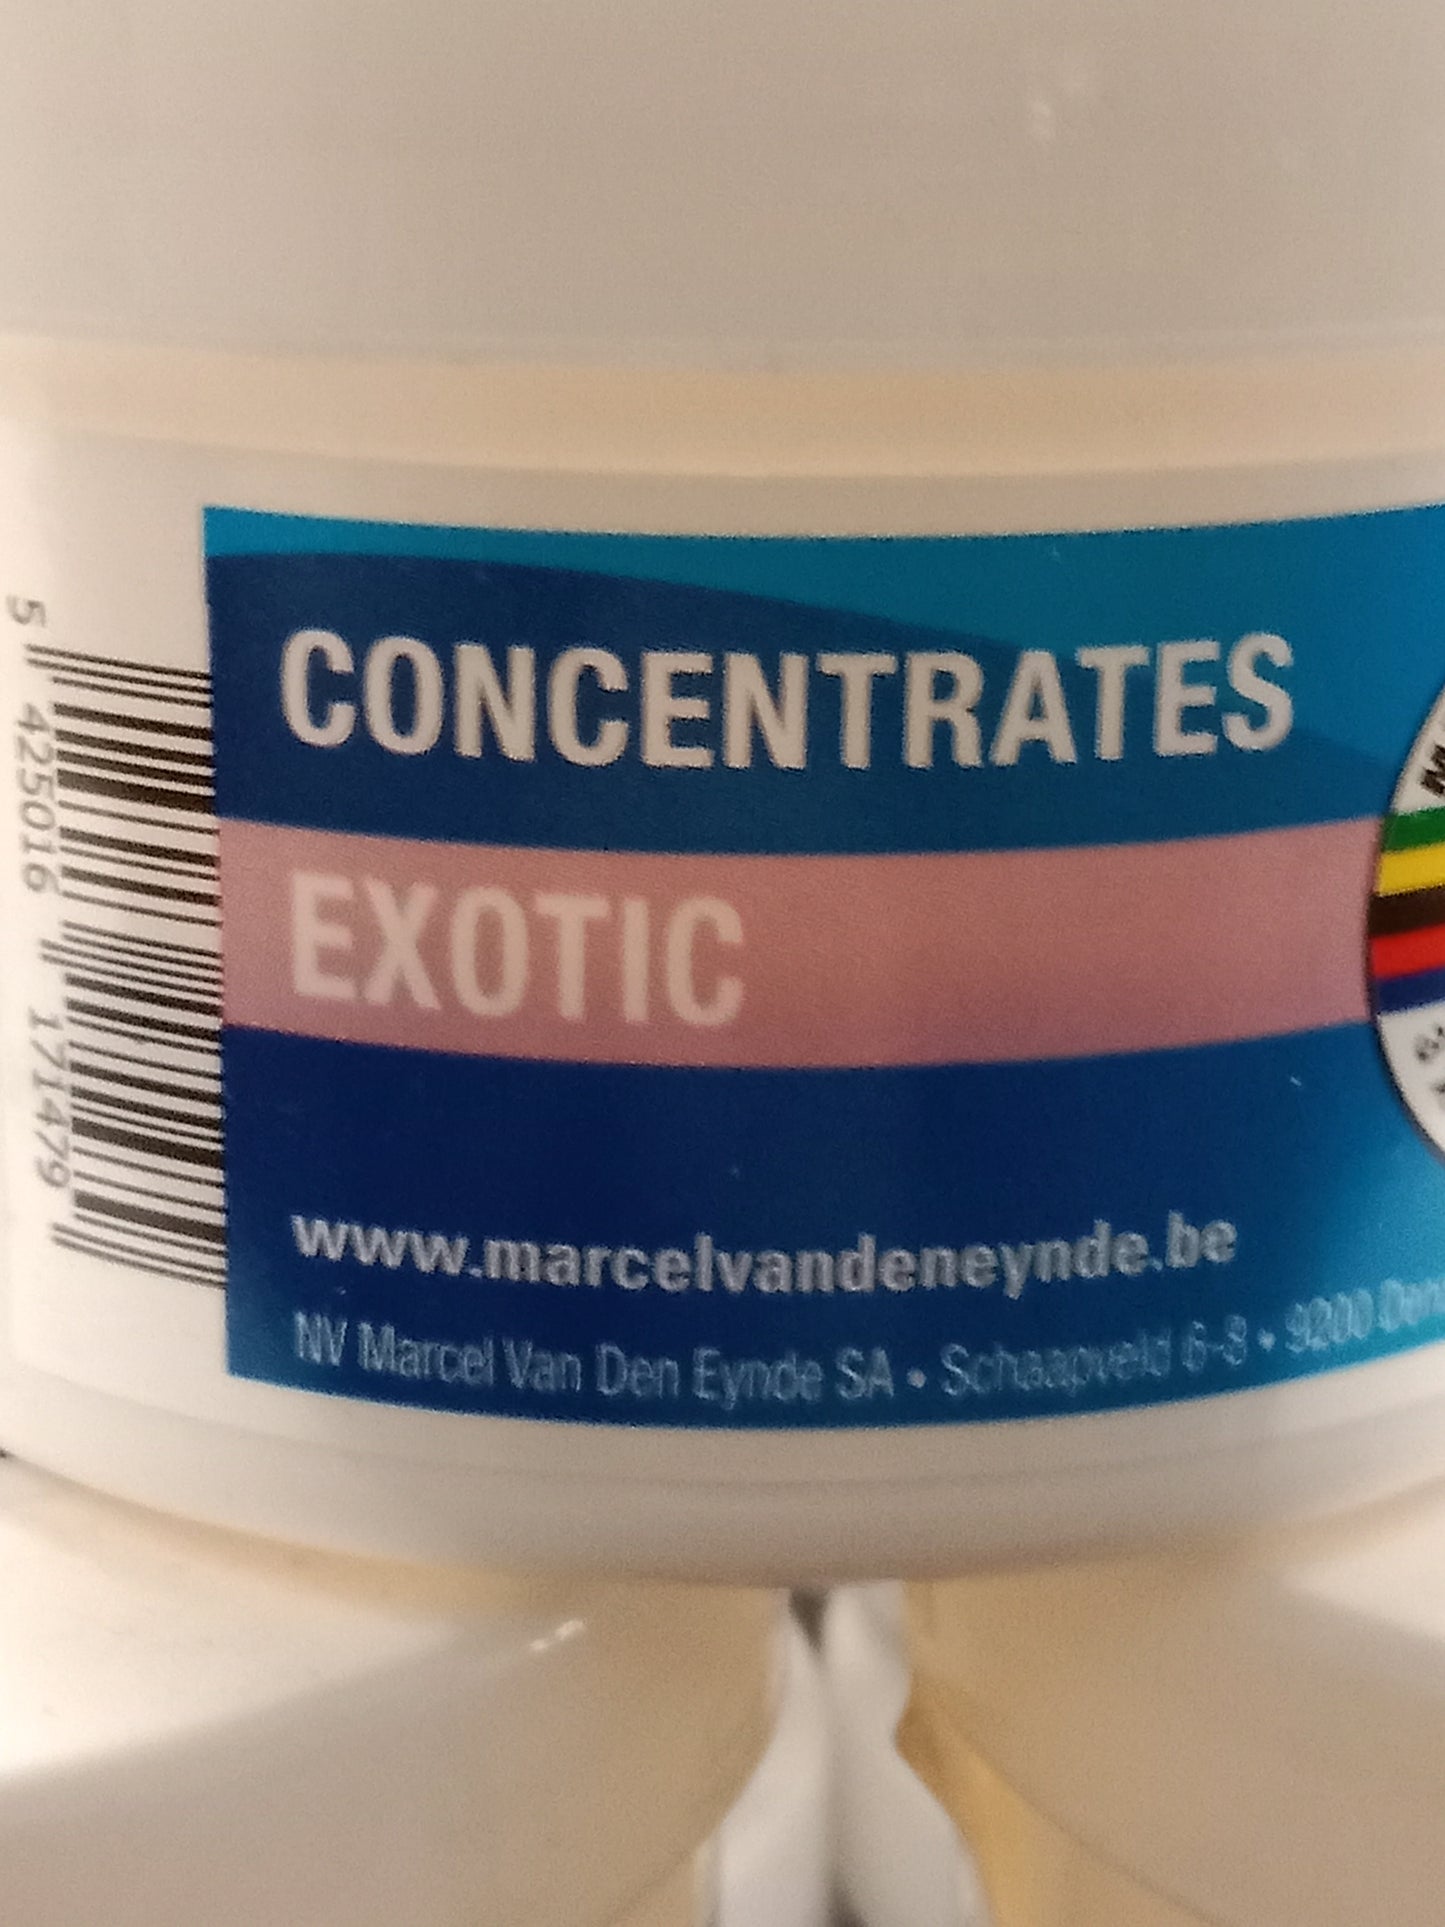 CONCENTRATES
EXOTIC
www.marcelvandeneynde.be
NV Marcel Van Den Eynde SA • Schaapveld 6-8 • 9200
5 425016 171479